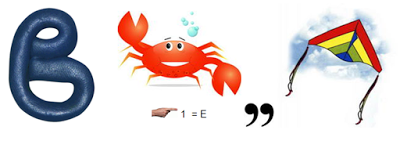 B
1 = E ,,